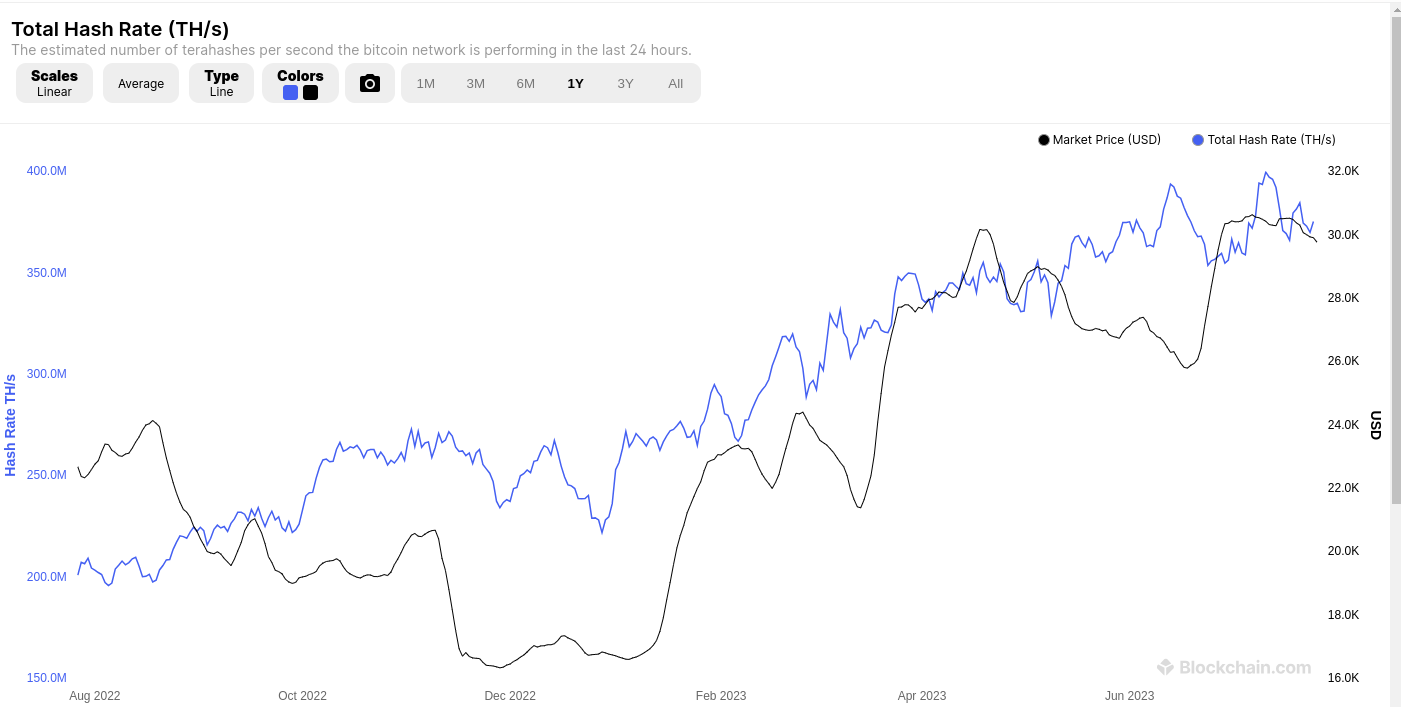 Total Hash Rate (TH/s)
The estimated number of terahashes per second the bitcoin network is performing in the last 24 hours.
Scales
Linear
Average
Type
Line
Colors
1M 3M 6M 1Y 3Y All
Market Price (USD) Total Hash Rate (TH/s)
400.0M
350.0M
300.0M
250.0M
200.0M
150.0M
Hash Rate TH/s
32.0K
30.0K
28.0K
26.0K
24.0K
22.0K
20.0K
18.0K
16.0K
USD
Blockchain.com
Aug 2022 Oct 2022 Dec 2022 Feb 2023 Apr 2023 Jun 2023